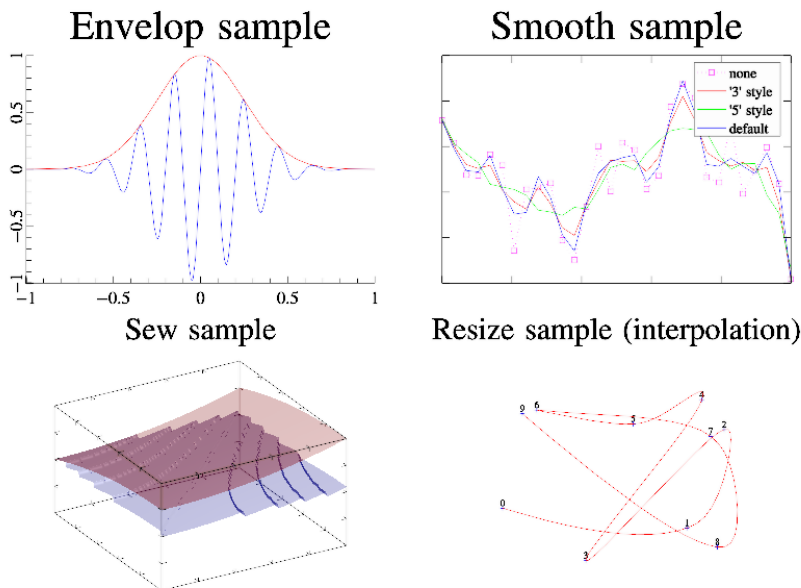 Envelop sample
Smooth sample
1
0.5
0
−0.5
−1
−1
−0.5
0
0.5
1
none
'3' style
'5' style
default
Sew sample
Resize sample (interpolation)
0
1
2
3
4
5
6
7
8
9